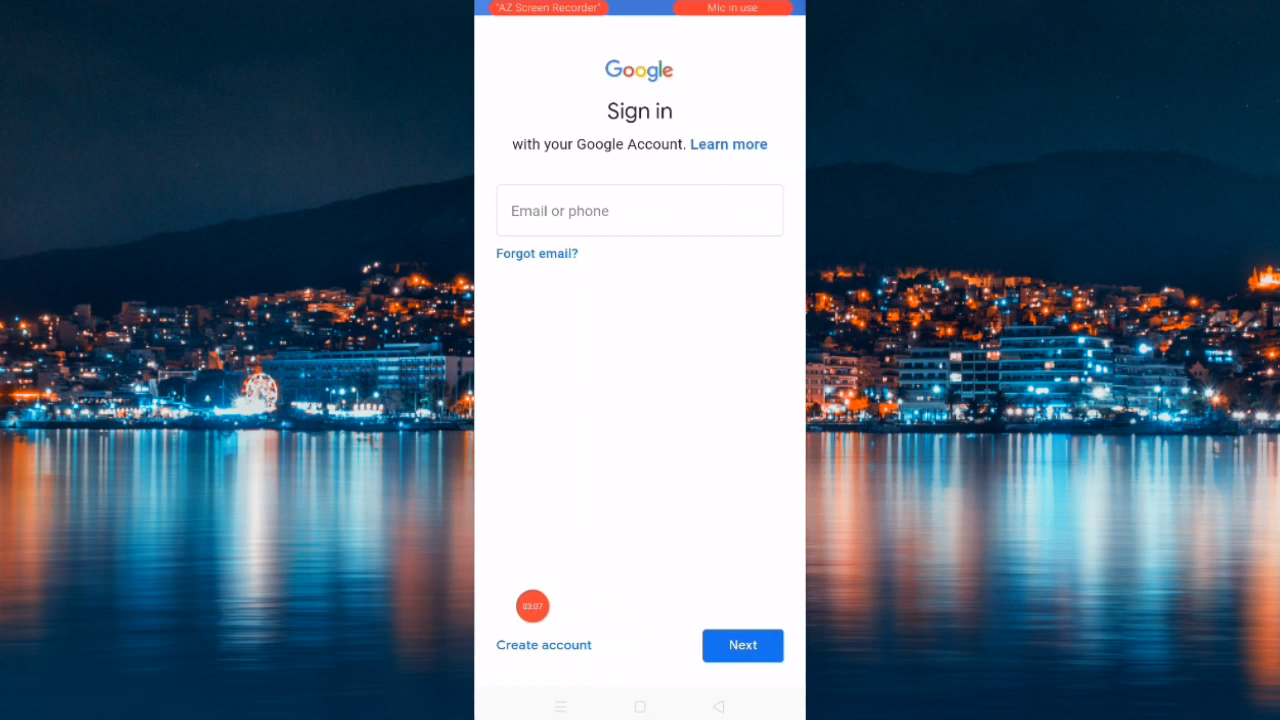 "AZ Screen Recorder"
Mic in use
Google
Sign in
with your Google Account. Learn more
Email or phone
Forgot email?
03:07
Create account
Next